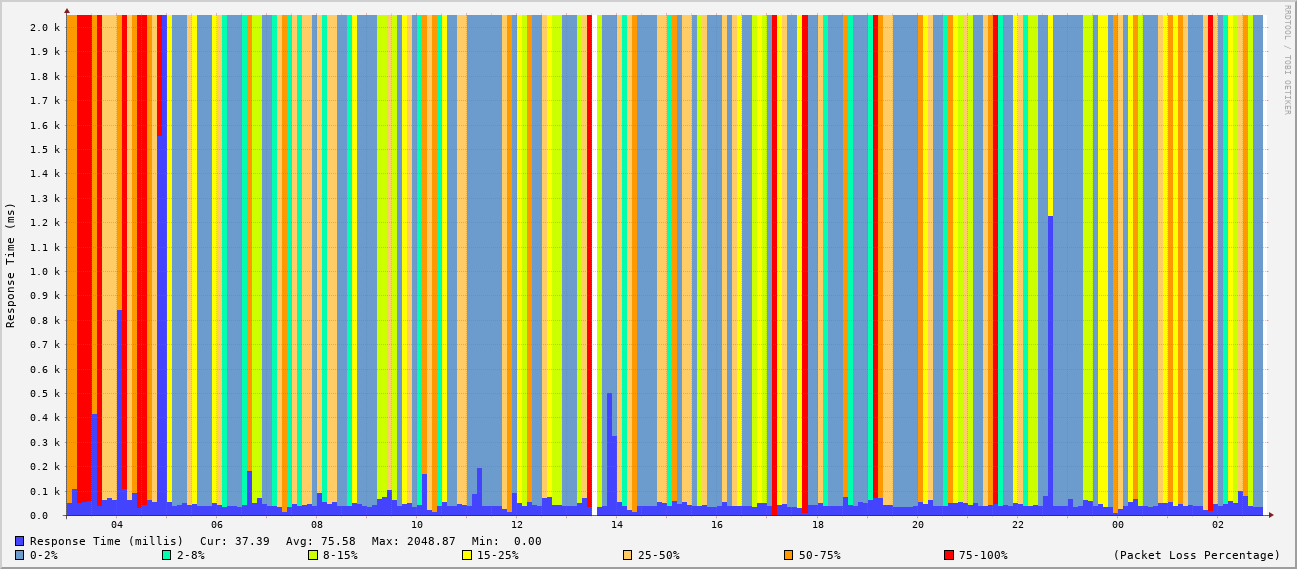 RRDTOOL / TOBI OETIKER
Response Time (ms)
2.0 k
1.9 k
1.8 k
1.7 k
1.6 k
1.5 k
1.4 k
1.3 k
1.2 k
1.1 k
1.0 k
0.9 k
0.8 k
0.7 k
0.6 k
0.5 k
0.4 k
0.3 k
0.2 k
0.1 k
0.0
04 06 08 10 12 14 16 18 20 22 00 02
Response Time (millis) Cur: 37.39 Avg: 75.58 Max: 2048.87 Min: 0.00
0-2% 2-8% 8-15% 15-25% 25-50% 50-75% 75-100% (Packet Loss Percentage)